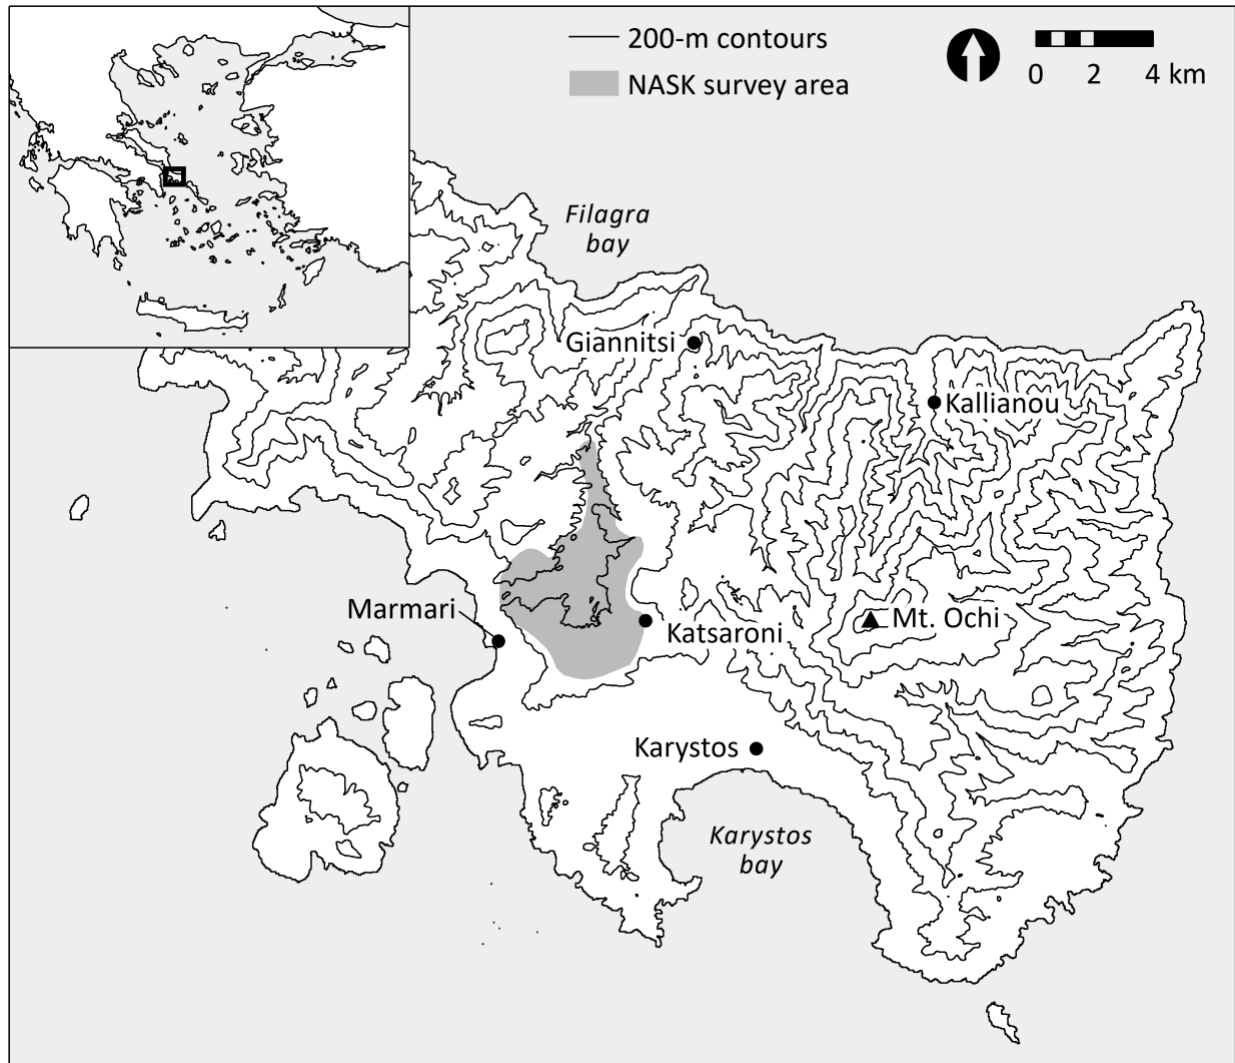 200-m contours
NASK survey area
0 2 4 km
Filagra
bay
Giannitsi
Kallianou
Marmari
Katsaroni
Mt. Ochi
Karystos
Karystos
bay